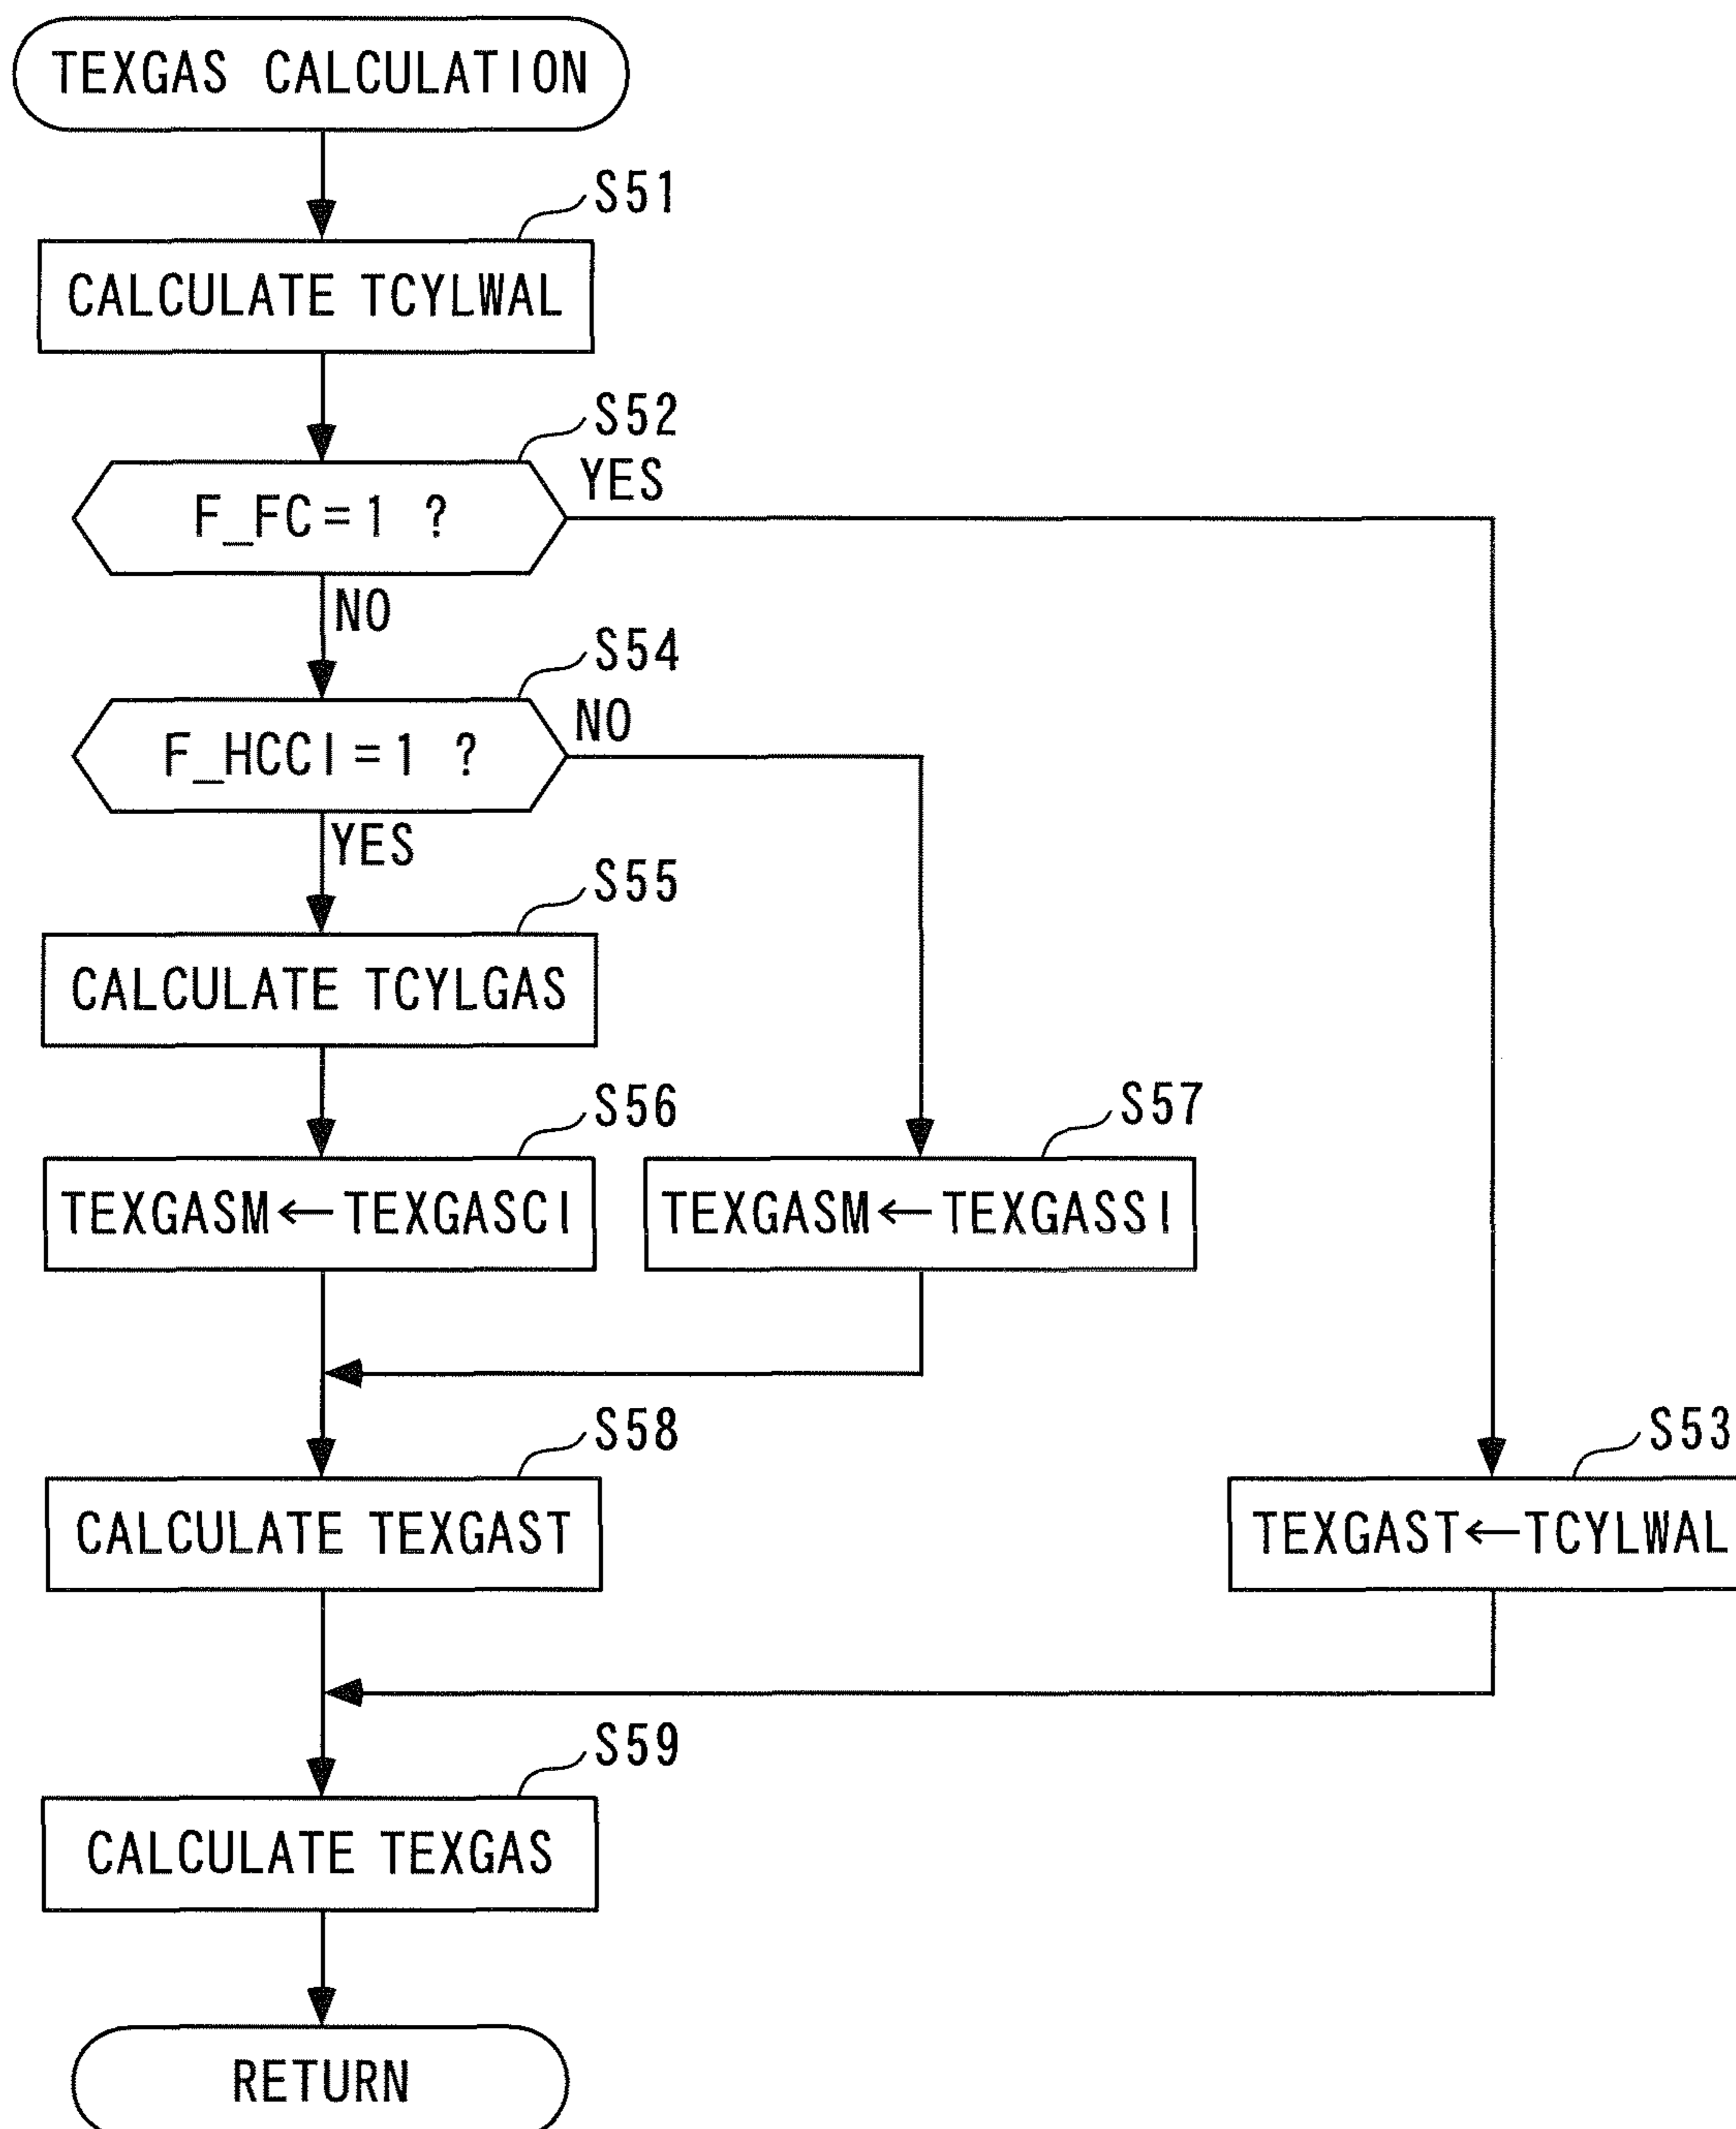 TEXGAS CALCULATION
S51
CALCULATE TCYLWAL
S52
F_FC=1 ?
YES
NO
S54
F_HCCI=1 ?
NO
YES
S55
CALCULATE TCYLGAS
S56
TEXGASM←TEXGASCI
S57
TEXGASM←TEXGASSI
S58
CALCULATE TEXGAST
S53
TEXGAST←TCYLWAL
S59
CALCULATE TEXGAS
RETURN